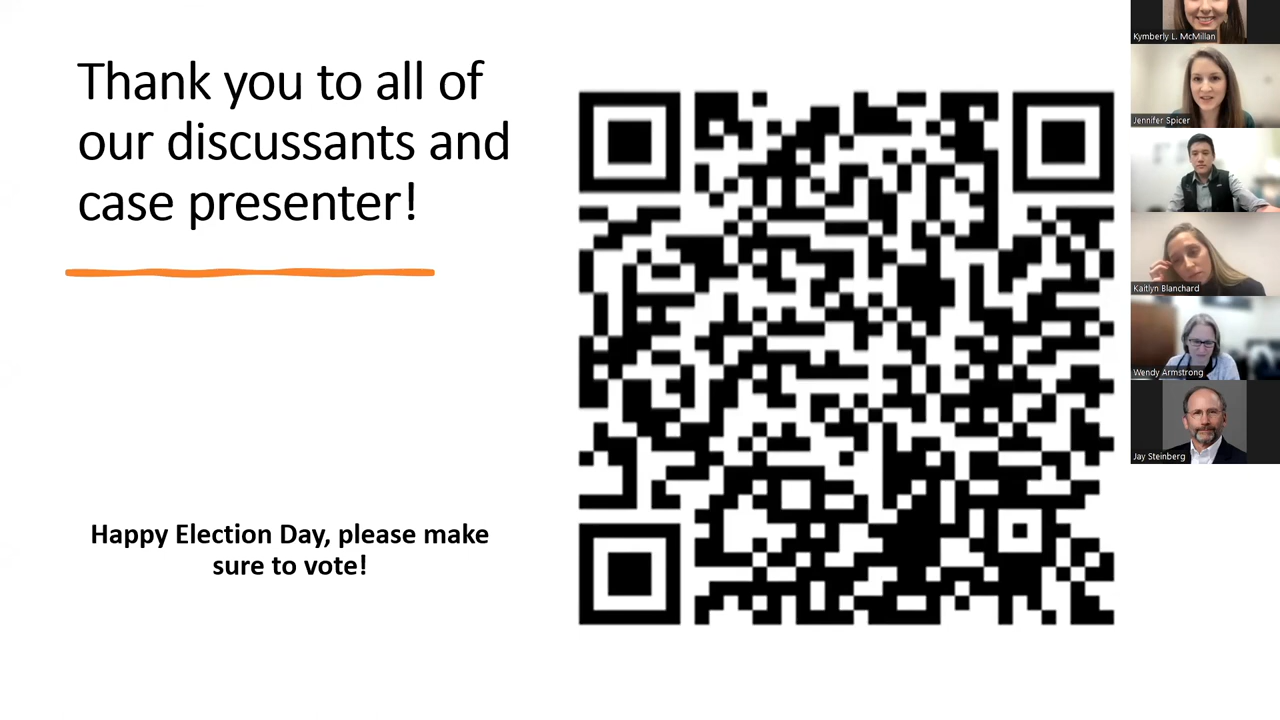 Thank you to all of
our discussants and
case presenter!
Happy Election Day, please make
sure to vote!
Kymberly L. McMillan
Jennifer Spicer
Kaitlyn Blanchard
Wendy Armstrong
Jay Steinberg